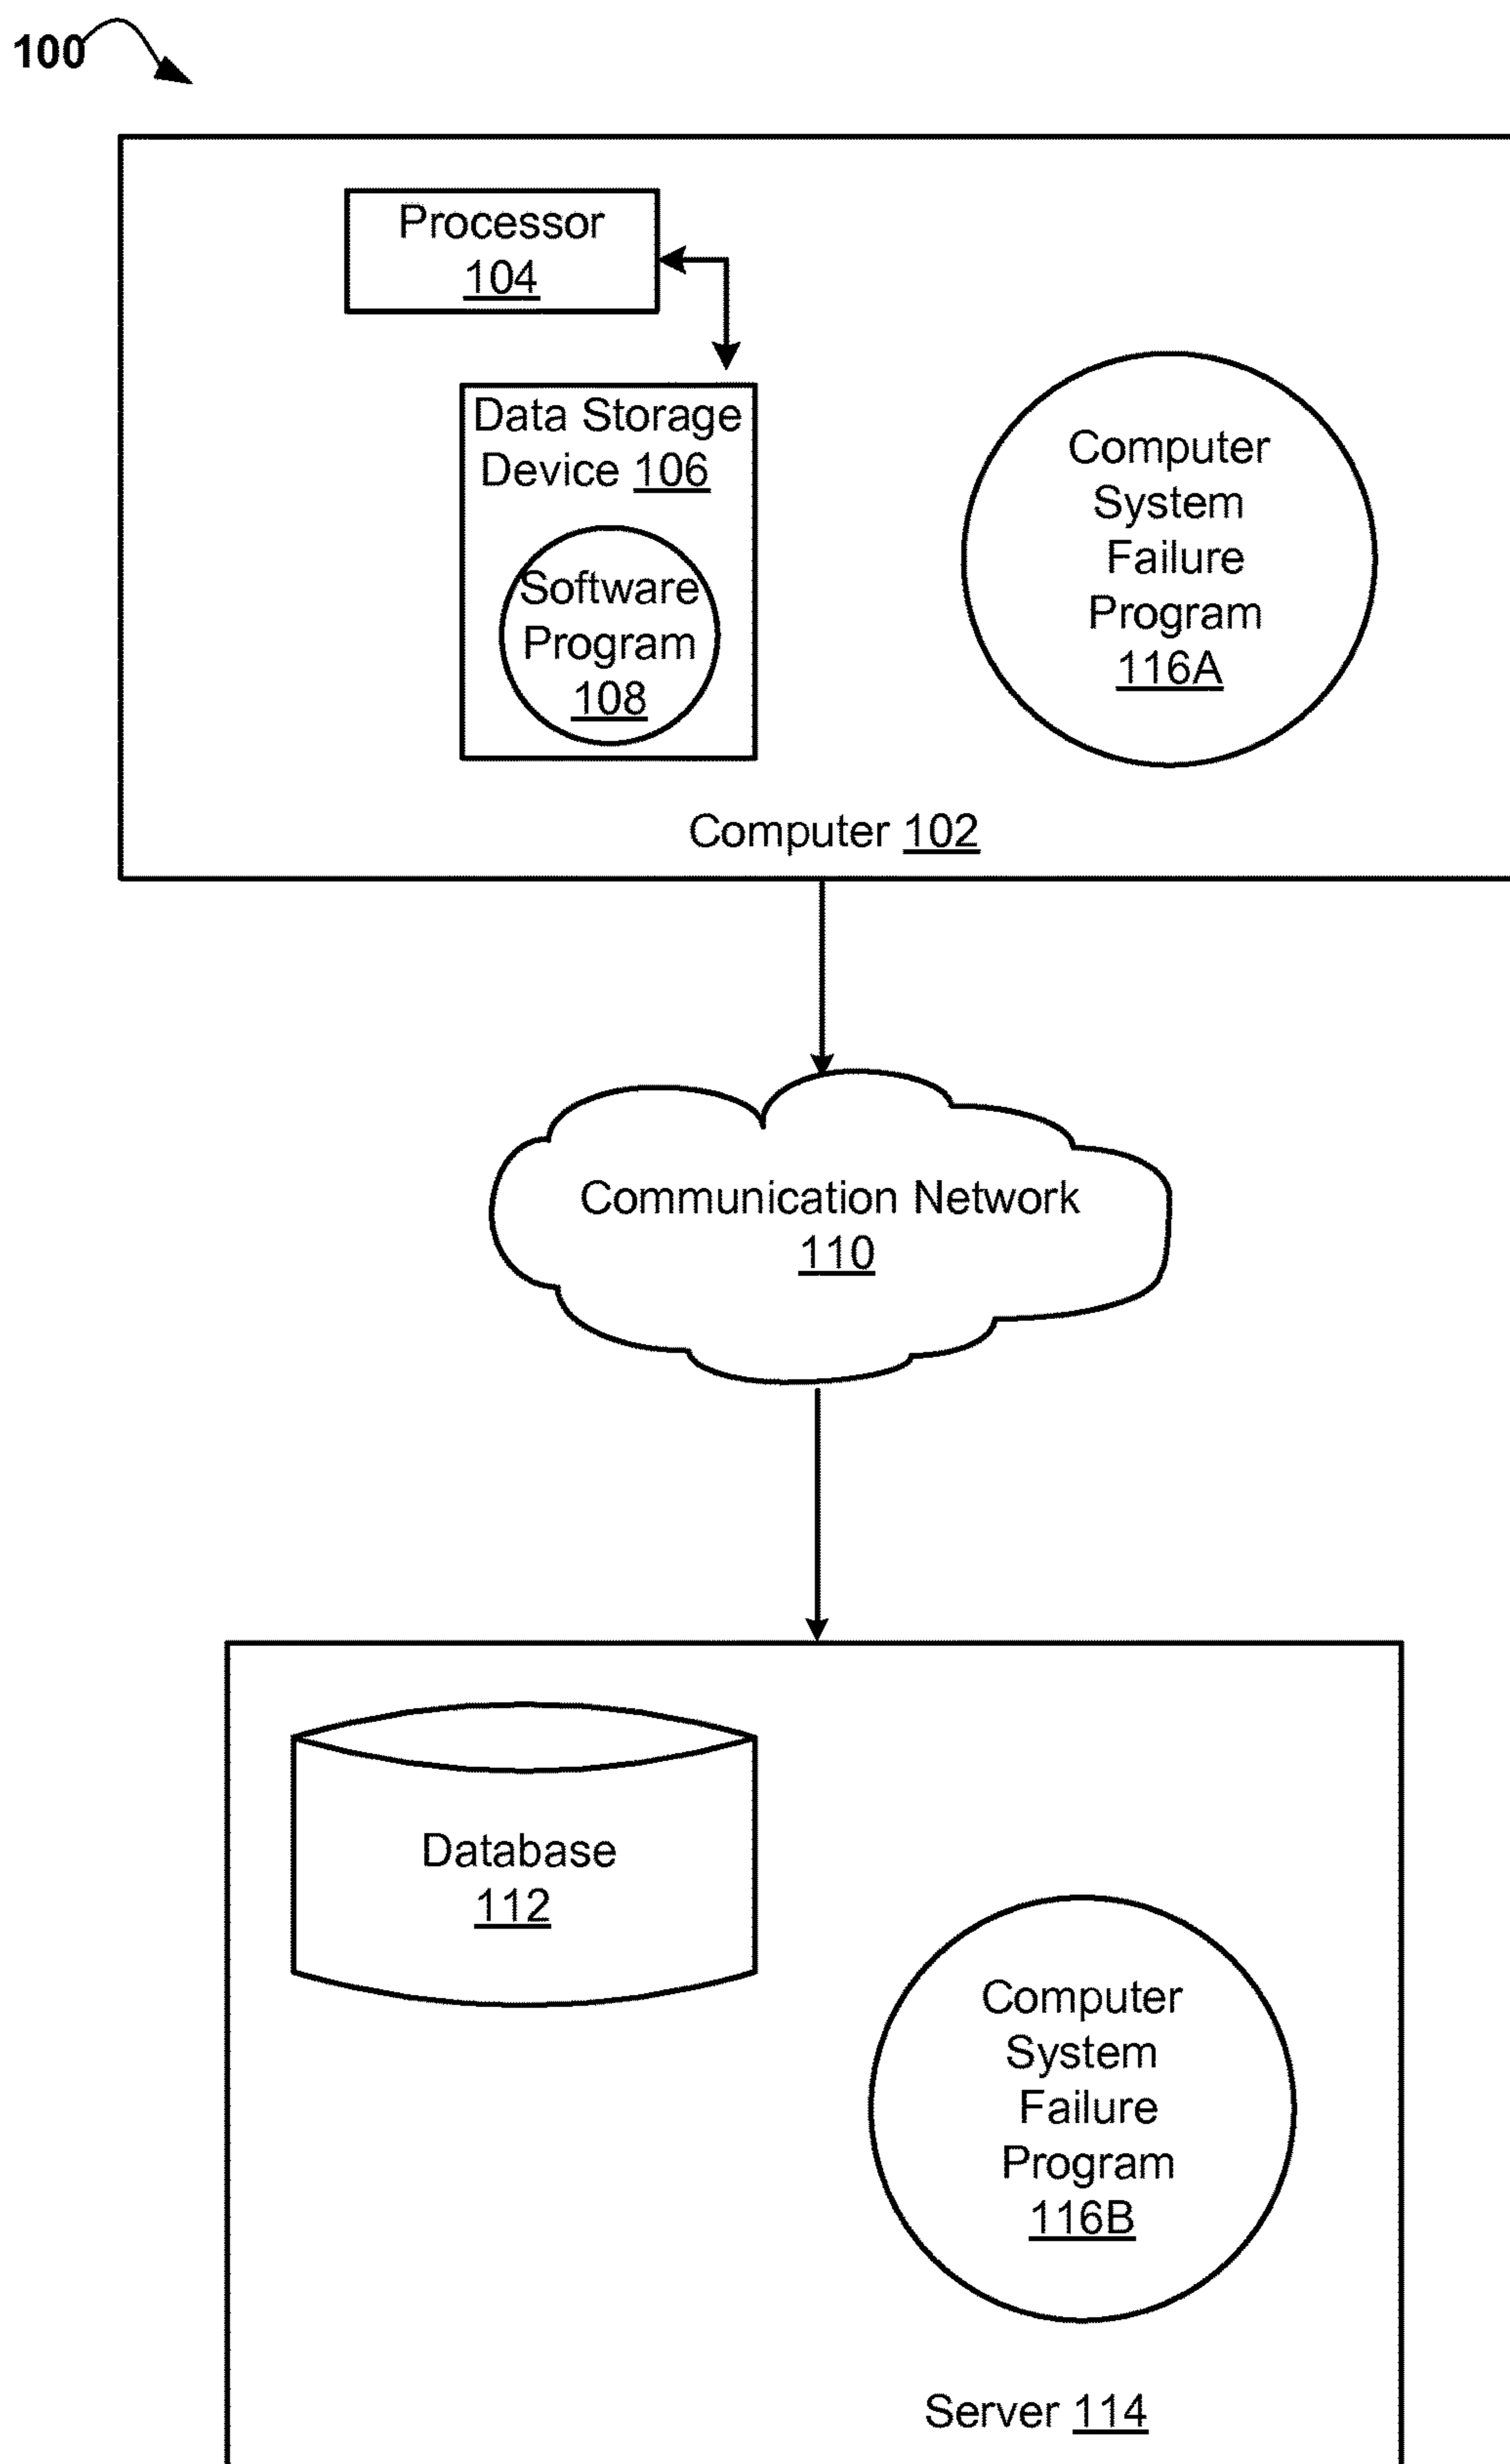 100
Processor
104
Data Storage
Device 106
Software
Program
108
Computer
System
Failure
Program
116A
Computer 102
Communication Network
110
Database
112
Computer
System
Failure
Program
116B
Server 114